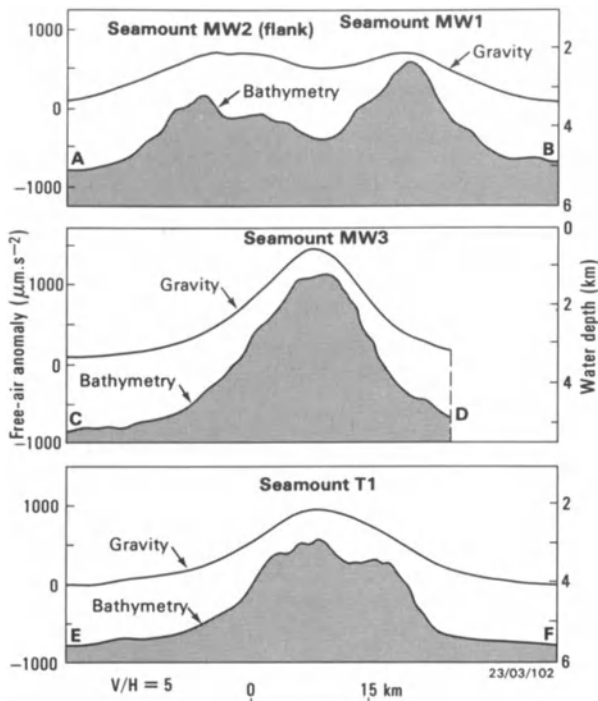 Seamount MW2 (flank)
Seamount MW1
1000
0
−1000
2
4
6
Gravity
Bathymetry
A
B
Seamount MW3
1000
0
−1000
0
2
4
Gravity
Bathymetry
C
D
Free-air anomaly (μm.s−2)
Water depth (km)
Seamount T1
1000
0
−1000
2
4
6
Gravity
Bathymetry
E
F
23/03/102
V/H = 5
0
15 km